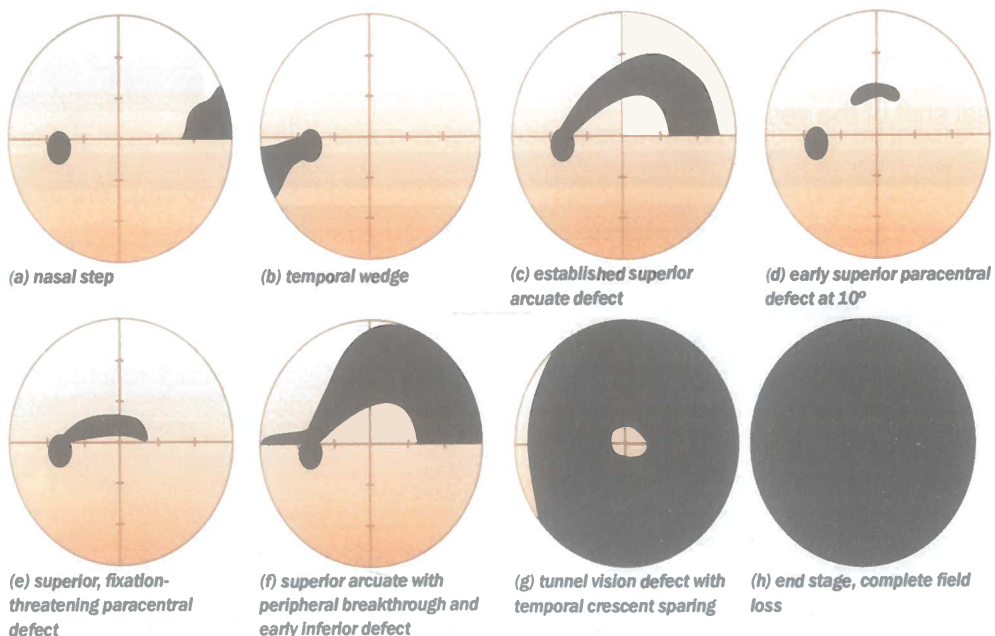 (a) nasal step
(b) temporal wedge
(c) established superior
arcuate defect
(d) early superior paracentral
defect at 10º
(e) superior, fixation-
threatening paracentral
defect
(f) superior arcuate with
peripheral breakthrough and
early inferior defect
(g) tunnel vision defect with
temporal crescent sparing
(h) end stage, complete field
loss